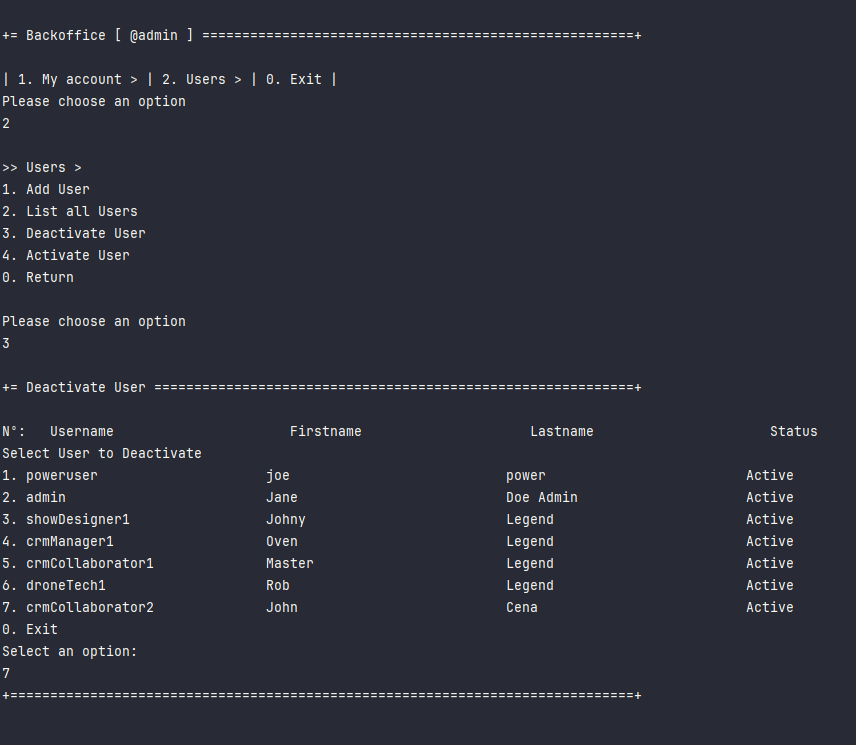 += Backoffice [ @admin ] ======================================================+
| 1. My account > | 2. Users > | 0. Exit |
Please choose an option
2
>> Users >
1. Add User
2. List all Users
3. Deactivate User
4. Activate User
0. Return
Please choose an option
3
+= Deactivate User ============================================================+
Nº:   Username                      Firstname                     Lastname                      Status
Select User to Deactivate
1. poweruser                     joe                           power                         Active
2. admin                         Jane                          Doe Admin                     Active
3. showDesigner1                 Johny                         Legend                        Active
4. crmManager1                   Oven                          Legend                        Active
5. crmCollaborator1              Master                        Legend                        Active
6. droneTech1                    Rob                           Legend                        Active
7. crmCollaborator2              John                          Cena                          Active
0. Exit
Select an option:
7
+==============================================================================+